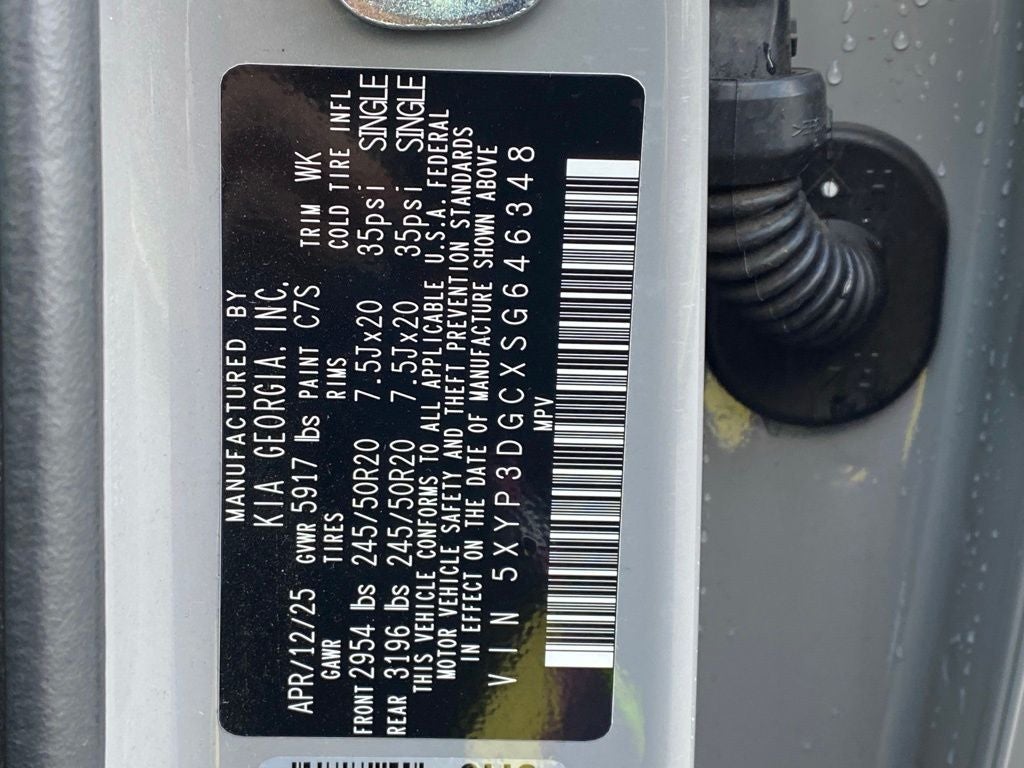 MANUFACTURED BY
KIA GEORGIA.INC.
APR/12/25 GVWR 5917 lbs PAINT C7S TRIM WK
GAWR TIRES RIMS COLD TIRE INFL
FRONT 2954 lbs 245/50R20 7.5Jx20 35psi SINGLE
REAR 3196 lbs 245/50R20 7.5Jx20 35psi SINGLE
THIS VEHICLE CONFORMS TO ALL APPLICABLE U.S.A. FEDERAL
MOTOR VEHICLE SAFETY AND THEFT PREVENTION STANDARDS
IN EFFECT ON THE DATE OF MANUFACTURE SHOWN ABOVE
VIN 5XYP3DGCXSG646348
MPV